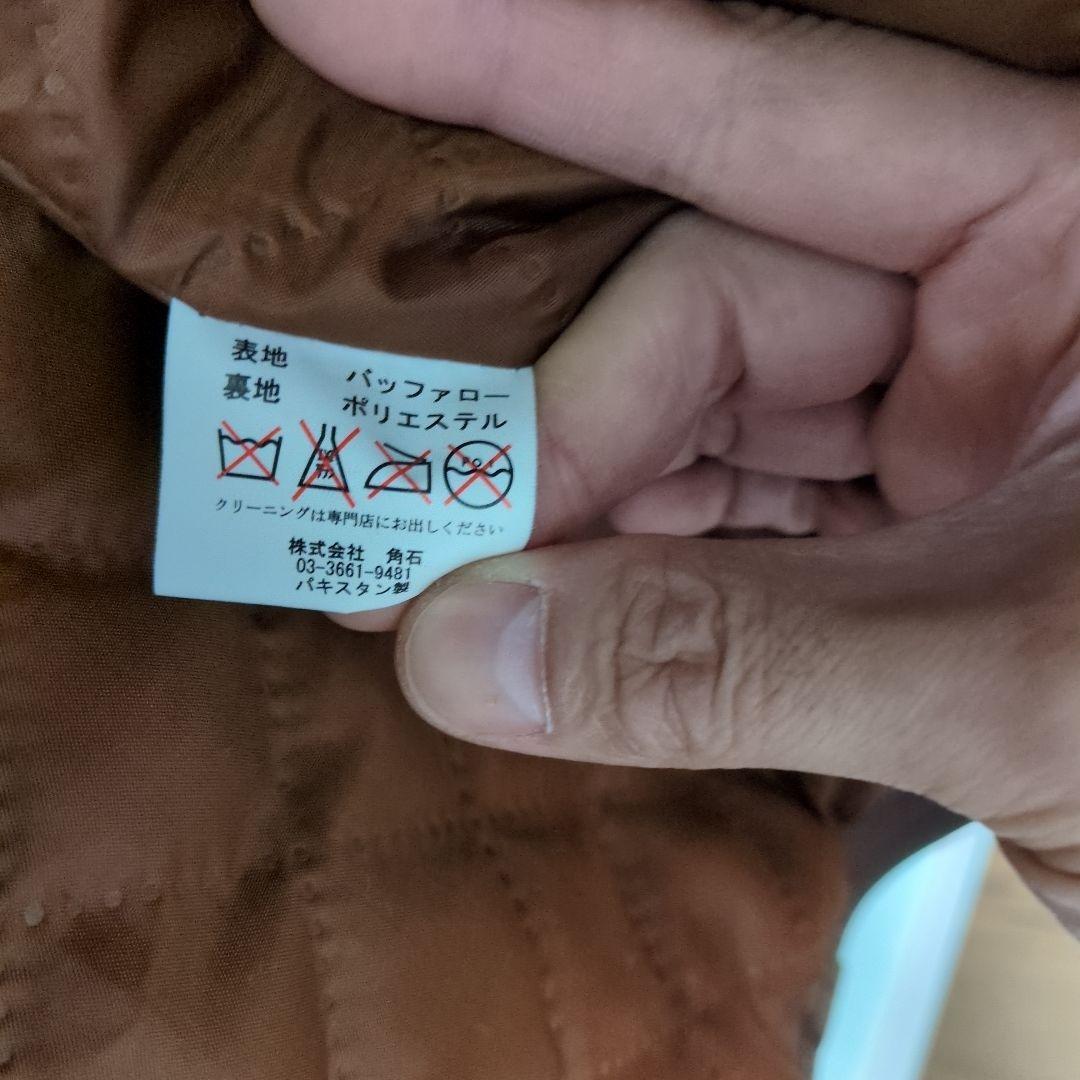 表地 バッファロー
裏地 ポリエステル
クリーニングは専門店にお出しください
株式会社 角石
03-3661-9481
パキスタン製